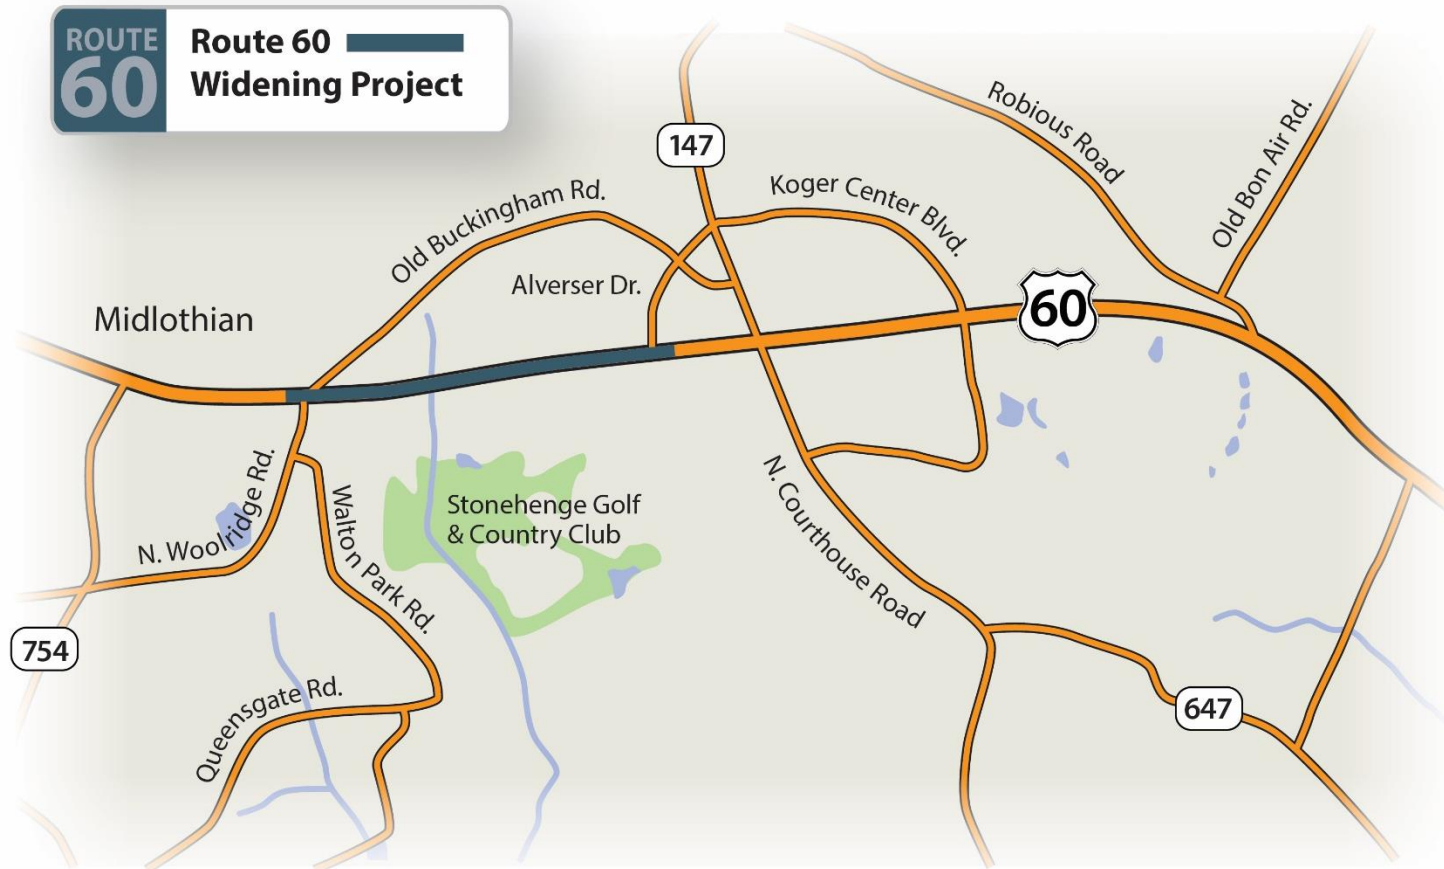 ROUTE
60
Route 60
Widening Project
147
Robious Road
Old Bon Air Rd.
Koger Center Blvd.
Old Buckingham Rd.
Alverser Dr.
Midlothian
60
N. Woolridge Rd.
Walton Park Rd.
Stonehenge Golf
& Country Club
N. Courthouse Road
754
Queensgate Rd.
647